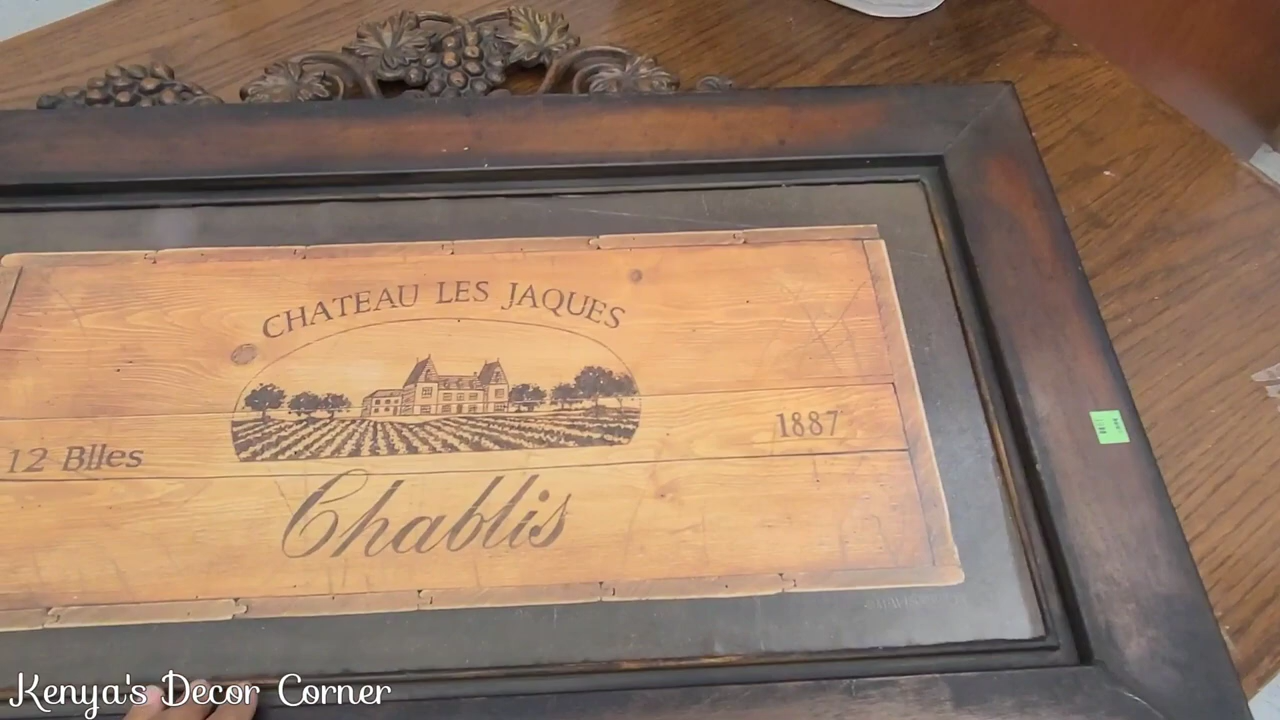 CHATEAU LES JAQUES
12 Blles
1887
Chablis
Kenya's Decor Corner